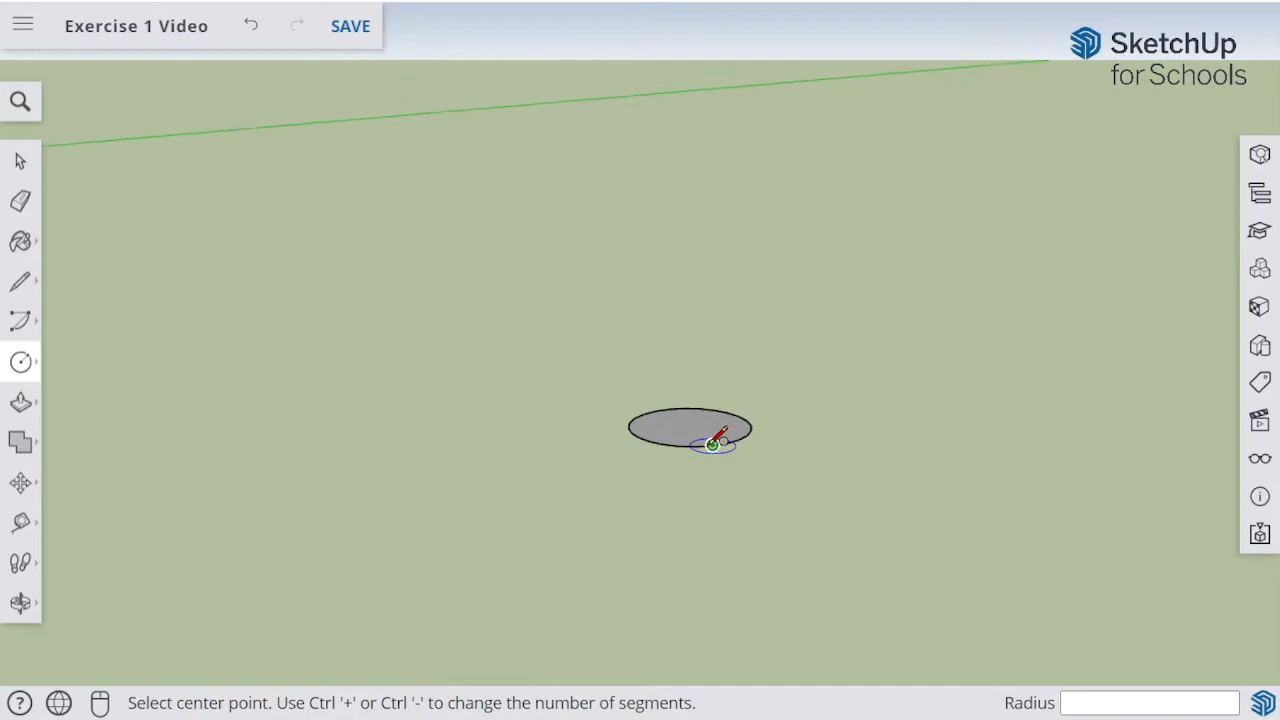 Exercise 1 Video
SAVE
SketchUp
for Schools
?
Select center point. Use Ctrl '+' or Ctrl '-' to change the number of segments.
Radius